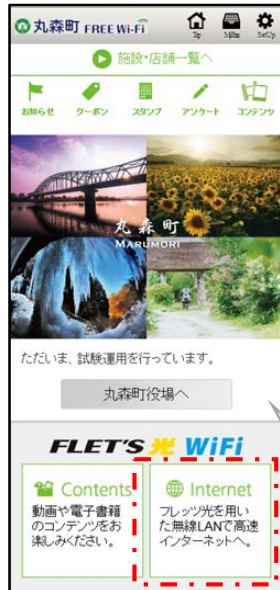 丸森町 FREE Wi-Fi
Top
MyBox
SetUp
施設・店舗一覧へ
お知らせ
クーポン
スタンプ
アンケート
コンテンツ
丸森町
MARUMORI
ただいま、試験運用を行っています。
丸森町役場へ
FLET'S 光 WiFi
Contents
動画や電子書籍
のコンテンツをお
楽しみください。
Internet
フレッツ光を用い
た無線LANで高速
インターネットへ。